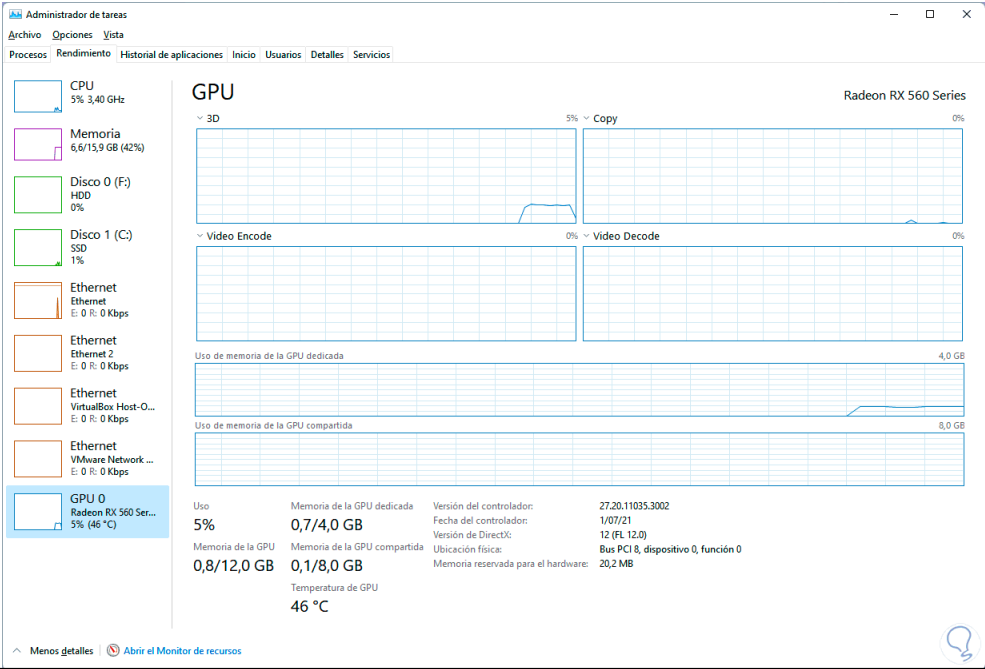 Administrador de tareas
Archivo Opciones Vista
Procesos Rendimiento Historial de aplicaciones Inicio Usuarios Detalles Servicios
CPU
5% 3,40 GHz
Memoria
6,6/15,9 GB (42%)
Disco 0 (F:)
HDD
0%
Disco 1 (C:)
SSD
1%
Ethernet
Ethernet
E: 0 R: 0 Kbps
Ethernet
Ethernet 2
E: 0 R: 0 Kbps
Ethernet
VirtualBox Host-O...
E: 0 R: 0 Kbps
Ethernet
VMware Network ...
E: 0 R: 0 Kbps
GPU 0
Radeon RX 560 Ser...
5% (46 °C)
GPU
Radeon RX 560 Series
3D 5% Copy 0%
Video Encode 0% Video Decode 0%
Uso de memoria de la GPU dedicada 4,0 GB
Uso de memoria de la GPU compartida 8,0 GB
Uso
5%
Memoria de la GPU
0,8/12,0 GB
Memoria de la GPU dedicada
0,7/4,0 GB
Memoria de la GPU compartida
0,1/8,0 GB
Temperatura de GPU
46 °C
Versión del controlador: 27.20.11035.3002
Fecha del controlador: 1/07/21
Versión de DirectX: 12 (FL 12.0)
Ubicación física: Bus PCI 8, dispositivo 0, función 0
Memoria reservada para el hardware: 20,2 MB
Menos detalles Abrir el Monitor de recursos